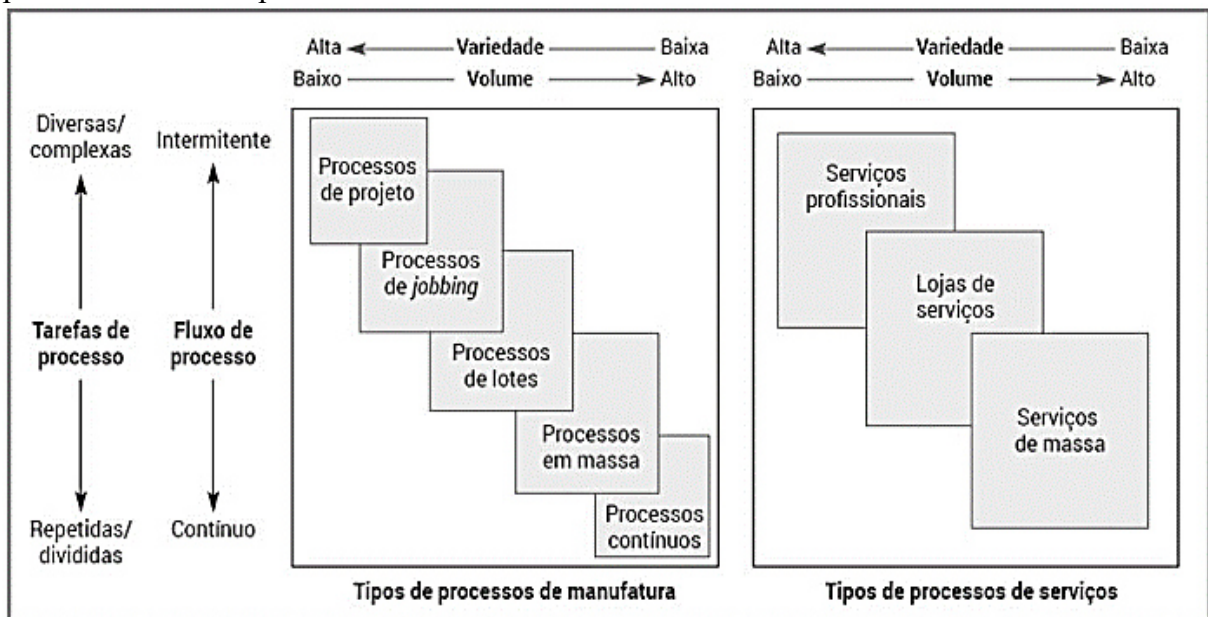 Alta Variedade Baixa
Baixo Volume Alto
Alta Variedade Baixa
Baixo Volume Alto
Diversas/
complexas
Intermitente
Tarefas de
processo
Fluxo de
processo
Repetidas/
divididas
Contínuo
Processos
de projeto
Processos
de jobbing
Processos
de lotes
Processos
em massa
Processos
contínuos
Tipos de processos de manufatura
Serviços
profissionais
Lojas de
serviços
Serviços
de massa
Tipos de processos de serviços